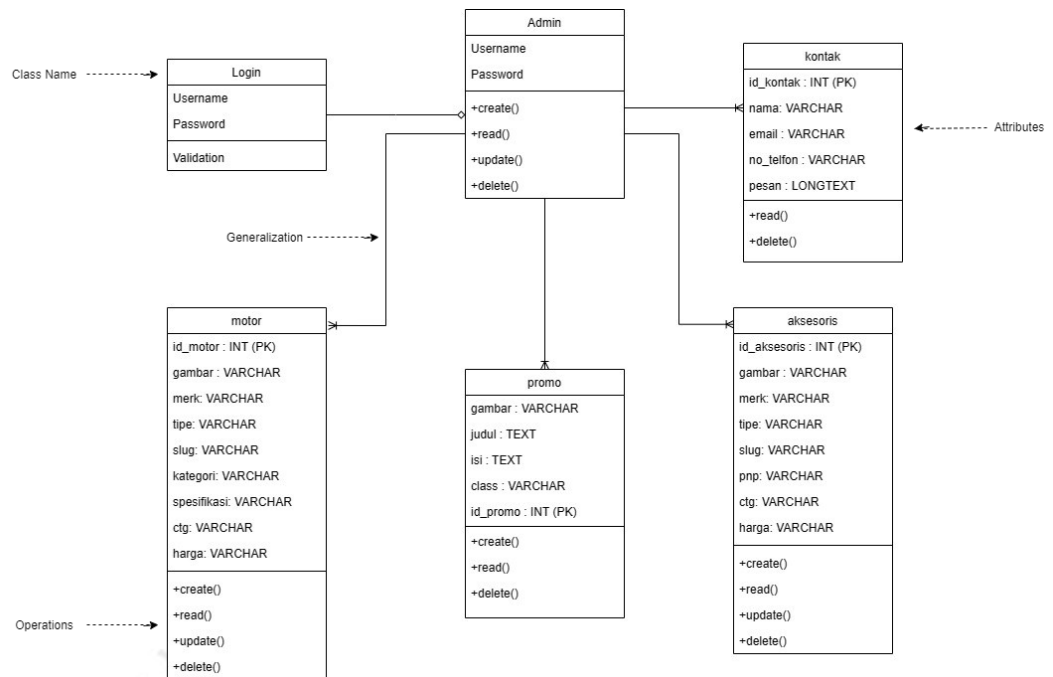 Class Name
Login
Username
Password
Validation
Admin
Username
Password
+create()
+read()
+update()
+delete()
kontak
id_kontak : INT (PK)
nama: VARCHAR
email : VARCHAR
no_telfon : VARCHAR
pesan : LONGTEXT
+read()
+delete()
Attributes
Generalization
motor
id_motor : INT (PK)
gambar : VARCHAR
merk: VARCHAR
tipe: VARCHAR
slug: VARCHAR
kategori: VARCHAR
spesifikasi: VARCHAR
ctg: VARCHAR
harga: VARCHAR
+create()
+read()
+update()
+delete()
Operations
promo
gambar : VARCHAR
judul : TEXT
isi : TEXT
class : VARCHAR
id_promo : INT (PK)
+create()
+read()
+delete()
aksesoris
id_aksesoris : INT (PK)
gambar : VARCHAR
merk: VARCHAR
tipe: VARCHAR
slug: VARCHAR
pnp: VARCHAR
ctg: VARCHAR
harga: VARCHAR
+create()
+read()
+update()
+delete()